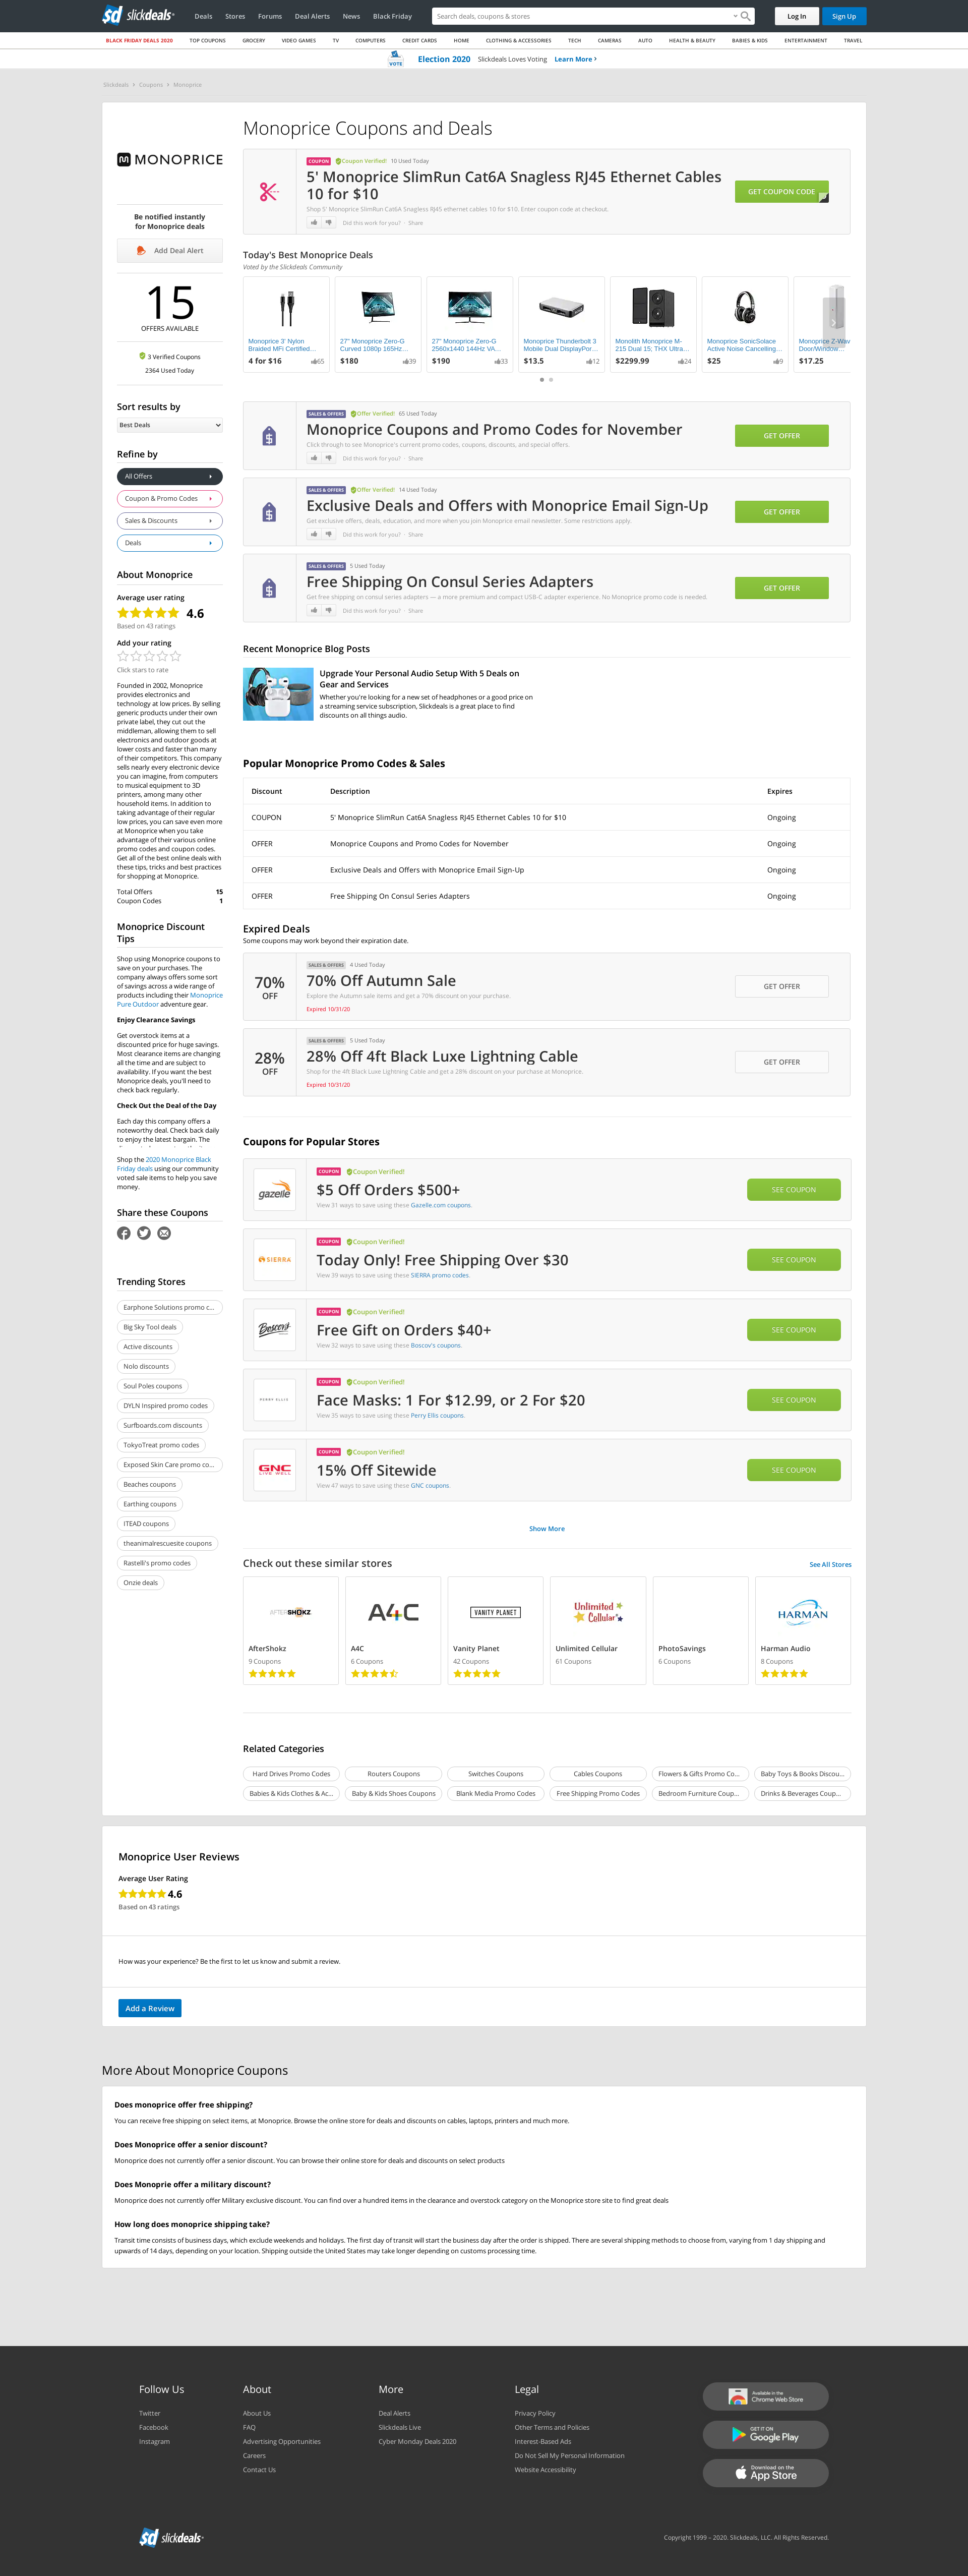 slickdeals
Deals
Stores
Forums
Deal Alerts
News
Black Friday
Search deals, coupons & stores
Log In
Sign Up
BLACK FRIDAY DEALS 2020
TOP COUPONS
GROCERY
VIDEO GAMES
TV
COMPUTERS
CREDIT CARDS
HOME
CLOTHING & ACCESSORIES
TECH
CAMERAS
AUTO
HEALTH & BEAUTY
BABIES & KIDS
ENTERTAINMENT
TRAVEL
VOTE
Election 2020
Slickdeals Loves Voting
Learn More ›
Slickdeals › Coupons › Monoprice
MONOPRICE
Be notified instantly
for Monoprice deals
Add Deal Alert
15
OFFERS AVAILABLE
3 Verified Coupons
2364 Used Today
Sort results by
Best Deals
Refine by
All Offers
Coupon & Promo Codes
Sales & Discounts
Deals
About Monoprice
Average user rating
4.6
Based on 43 ratings
Add your rating
Click stars to rate
Founded in 2002, Monoprice
provides electronics and
technology at low prices. By selling
generic products under their own
private label, they cut out the
middleman, allowing them to sell
electronics and outdoor goods at
lower costs and faster than many
of their competitors. This company
sells nearly every electronic device
you can imagine, from computers
to musical equipment to 3D
printers, among many other
household items. In addition to
taking advantage of their regular
low prices, you can save even more
at Monoprice when you take
advantage of their various online
promo codes and coupon codes.
Get all of the best online deals with
these tips, tricks and best practices
for shopping at Monoprice.
Total Offers 15
Coupon Codes 1
Monoprice Discount
Tips
Shop using Monoprice coupons to
save on your purchases. The
company always offers some sort
of savings across a wide range of
products including their Monoprice
Pure Outdoor adventure gear.
Enjoy Clearance Savings
Get overstock items at a
discounted price for huge savings.
Most clearance items are changing
all the time and are subject to
availability. If you want the best
Monoprice deals, you'll need to
check back regularly.
Check Out the Deal of the Day
Each day this company offers a
noteworthy deal. Check back daily
to enjoy the latest bargain. The
Shop the 2020 Monoprice Black
Friday deals using our community
voted sale items to help you save
money.
Share these Coupons
Trending Stores
Earphone Solutions promo c...
Big Sky Tool deals
Active discounts
Nolo discounts
Soul Poles coupons
DYLN Inspired promo codes
Surfboards.com discounts
TokyoTreat promo codes
Exposed Skin Care promo co...
Beaches coupons
Earthing coupons
ITEAD coupons
theanimalrescuesite coupons
Rastelli's promo codes
Onzie deals
Monoprice Coupons and Deals
COUPON Coupon Verified! 10 Used Today
5' Monoprice SlimRun Cat6A Snagless RJ45 Ethernet Cables
10 for $10
Shop 5' Monoprice SlimRun Cat6A Snagless RJ45 ethernet cables 10 for $10. Enter coupon code at checkout.
Did this work for you? · Share
GET COUPON CODE
Today's Best Monoprice Deals
Voted by the Slickdeals Community
Monoprice 3' Nylon
Braided MFi Certified...
4 for $16 65
27" Monoprice Zero-G
Curved 1080p 165Hz...
$180 39
27" Monoprice Zero-G
2560x1440 144Hz VA...
$190 33
Monoprice Thunderbolt 3
Mobile Dual DisplayPor...
$13.5 12
Monolith Monoprice M-
215 Dual 15; THX Ultra...
$2299.99 24
Monoprice SonicSolace
Active Noise Cancelling...
$25 9
Monoprice Z-Wav
Door/Window...
$17.25
SALES & OFFERS Offer Verified! 65 Used Today
Monoprice Coupons and Promo Codes for November
Click through to see Monoprice's current promo codes, coupons, discounts, and special offers.
Did this work for you? · Share
GET OFFER
SALES & OFFERS Offer Verified! 14 Used Today
Exclusive Deals and Offers with Monoprice Email Sign-Up
Get exclusive offers, deals, education, and more when you join Monoprice email newsletter. Some restrictions apply.
Did this work for you? · Share
GET OFFER
SALES & OFFERS 5 Used Today
Free Shipping On Consul Series Adapters
Get free shipping on consul series adapters — a more premium and compact USB-C adapter experience. No Monoprice promo code is needed.
Did this work for you? · Share
GET OFFER
Recent Monoprice Blog Posts
Upgrade Your Personal Audio Setup With 5 Deals on
Gear and Services
Whether you're looking for a new set of headphones or a good price on
a streaming service subscription, Slickdeals is a great place to find
discounts on all things audio.
Popular Monoprice Promo Codes & Sales
Discount Description Expires
COUPON 5' Monoprice SlimRun Cat6A Snagless RJ45 Ethernet Cables 10 for $10 Ongoing
OFFER Monoprice Coupons and Promo Codes for November Ongoing
OFFER Exclusive Deals and Offers with Monoprice Email Sign-Up Ongoing
OFFER Free Shipping On Consul Series Adapters Ongoing
Expired Deals
Some coupons may work beyond their expiration date.
70%
OFF
SALES & OFFERS 4 Used Today
70% Off Autumn Sale
Explore the Autumn sale items and get a 70% discount on your purchase.
Expired 10/31/20
GET OFFER
28%
OFF
SALES & OFFERS 5 Used Today
28% Off 4ft Black Luxe Lightning Cable
Shop for the 4ft Black Luxe Lightning Cable and get a 28% discount on your purchase at Monoprice.
Expired 10/31/20
GET OFFER
Coupons for Popular Stores
gazelle
COUPON Coupon Verified!
$5 Off Orders $500+
View 31 ways to save using these Gazelle.com coupons.
SEE COUPON
SIERRA
COUPON Coupon Verified!
Today Only! Free Shipping Over $30
View 39 ways to save using these SIERRA promo codes.
SEE COUPON
Boscov's
COUPON Coupon Verified!
Free Gift on Orders $40+
View 32 ways to save using these Boscov's coupons.
SEE COUPON
PERRY ELLIS
COUPON Coupon Verified!
Face Masks: 1 For $12.99, or 2 For $20
View 35 ways to save using these Perry Ellis coupons.
SEE COUPON
GNC
LIVE WELL
COUPON Coupon Verified!
15% Off Sitewide
View 47 ways to save using these GNC coupons.
SEE COUPON
Show More
Check out these similar stores
See All Stores
AFTERSHOKZ
AfterShokz
9 Coupons
A4C
A4C
6 Coupons
VANITY PLANET
Vanity Planet
42 Coupons
Unlimited
Cellular
Unlimited Cellular
61 Coupons
PhotoSavings
6 Coupons
HARMAN
Harman Audio
8 Coupons
Related Categories
Hard Drives Promo Codes
Routers Coupons
Switches Coupons
Cables Coupons
Flowers & Gifts Promo Co...
Baby Toys & Books Discou...
Babies & Kids Clothes & Ac...
Baby & Kids Shoes Coupons
Blank Media Promo Codes
Free Shipping Promo Codes
Bedroom Furniture Coup...
Drinks & Beverages Coup...
Monoprice User Reviews
Average User Rating
4.6
Based on 43 ratings
How was your experience? Be the first to let us know and submit a review.
Add a Review
More About Monoprice Coupons
Does monoprice offer free shipping?
You can receive free shipping on select items, at Monoprice. Browse the online store for deals and discounts on cables, laptops, printers and much more.
Does Monoprice offer a senior discount?
Monoprice does not currently offer a senior discount. You can browse their online store for deals and discounts on select products
Does Monoprie offer a military discount?
Monoprice does not currently offer Military exclusive discount. You can find over a hundred items in the clearance and overstock category on the Monoprice store site to find great deals
How long does monoprice shipping take?
Transit time consists of business days, which exclude weekends and holidays. The first day of transit will start the business day after the order is shipped. There are several shipping methods to choose from, varying from 1 day shipping and
upwards of 14 days, depending on your location. Shipping outside the United States may take longer depending on customs processing time.
Follow Us
Twitter
Facebook
Instagram
About
About Us
FAQ
Advertising Opportunities
Careers
Contact Us
More
Deal Alerts
Slickdeals Live
Cyber Monday Deals 2020
Legal
Privacy Policy
Other Terms and Policies
Interest-Based Ads
Do Not Sell My Personal Information
Website Accessibility
Available in the
Chrome Web Store
GET IT ON
Google Play
Download on the
App Store
slickdeals
Copyright 1999 – 2020. Slickdeals, LLC. All Rights Reserved.